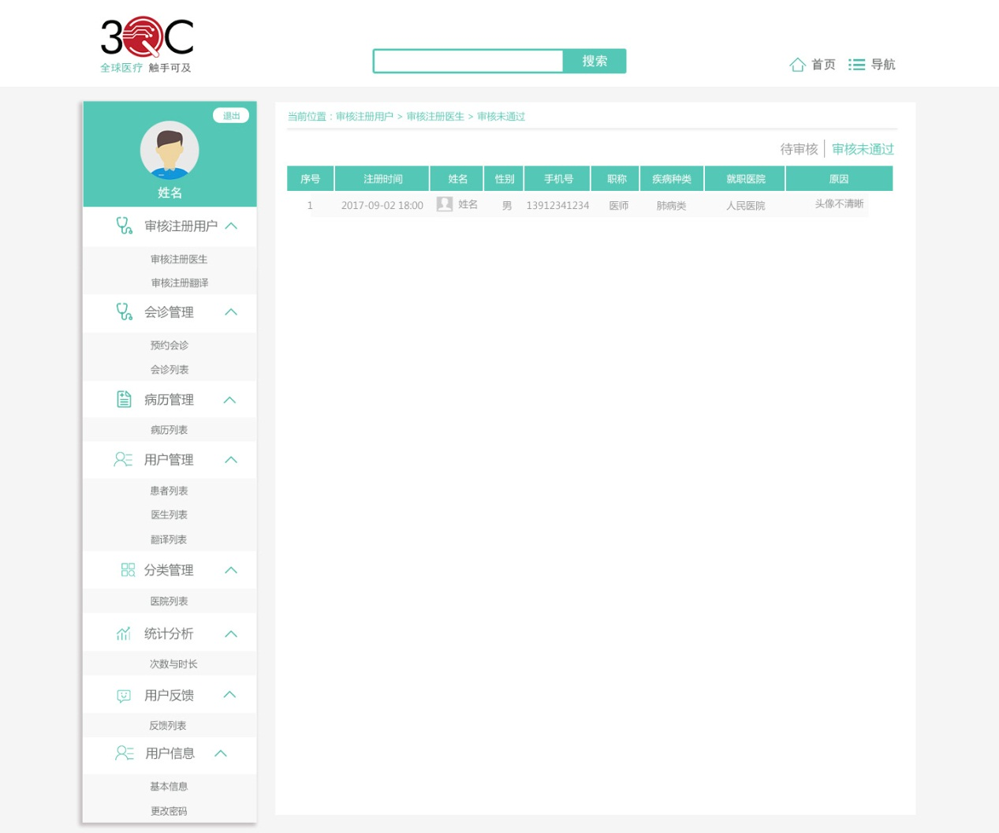 3QC
全球医疗 触手可及
搜索
首页
导航
退出
姓名
审核注册用户
审核注册医生
审核注册翻译
会诊管理
预约会诊
会诊列表
病历管理
病历列表
用户管理
患者列表
医生列表
翻译列表
分类管理
医院列表
统计分析
次数与时长
用户反馈
反馈列表
用户信息
基本信息
更改密码
当前位置：审核注册用户 > 审核注册医生 > 审核未通过
待审核 审核未通过
序号 注册时间 姓名 性别 手机号 职称 疾病种类 就职医院 原因
1 2017-09-02 18:00 姓名 男 13912341234 医师 肺病类 人民医院 头像不清晰